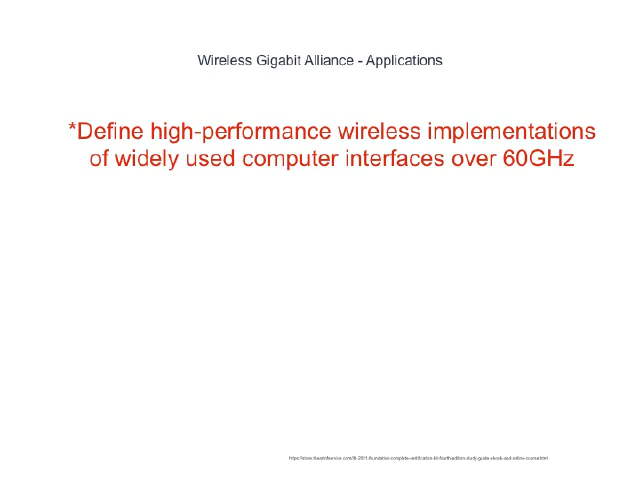 Wireless Gigabit Alliance - Applications
*Define high-performance wireless implementations
of widely used computer interfaces over 60GHz